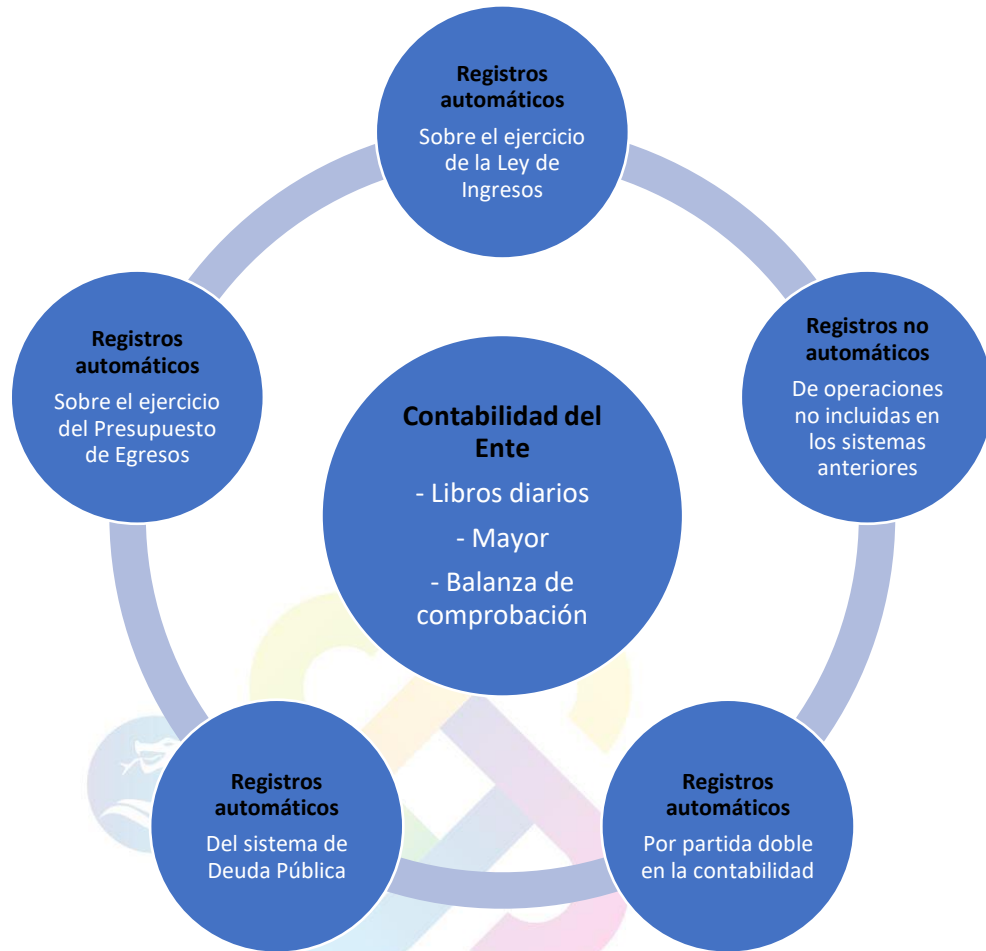 Registros
automáticos
Sobre el ejercicio
de la Ley de
Ingresos
Registros no
automáticos
De operaciones
no incluidas en
los sistemas
anteriores
Registros
automáticos
Por partida doble
en la contabilidad
Registros
automáticos
Del sistema de
Deuda Pública
Registros
automáticos
Sobre el ejercicio
del Presupuesto
de Egresos
Contabilidad del
Ente
- Libros diarios
- Mayor
- Balanza de
comprobación